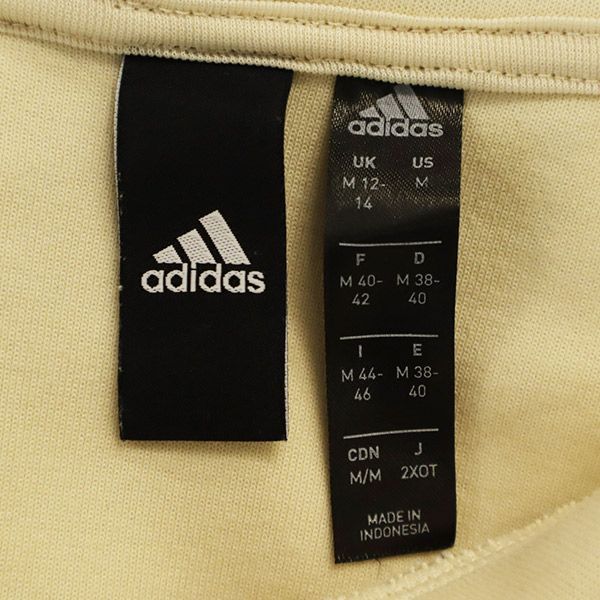 adidas
adidas
UK US
M 12-14 M
F D
M 40-42 M 38-40
I E
M 44-46 M 38-40
CDN J
M/M 2XOT
MADE IN
INDONESIA